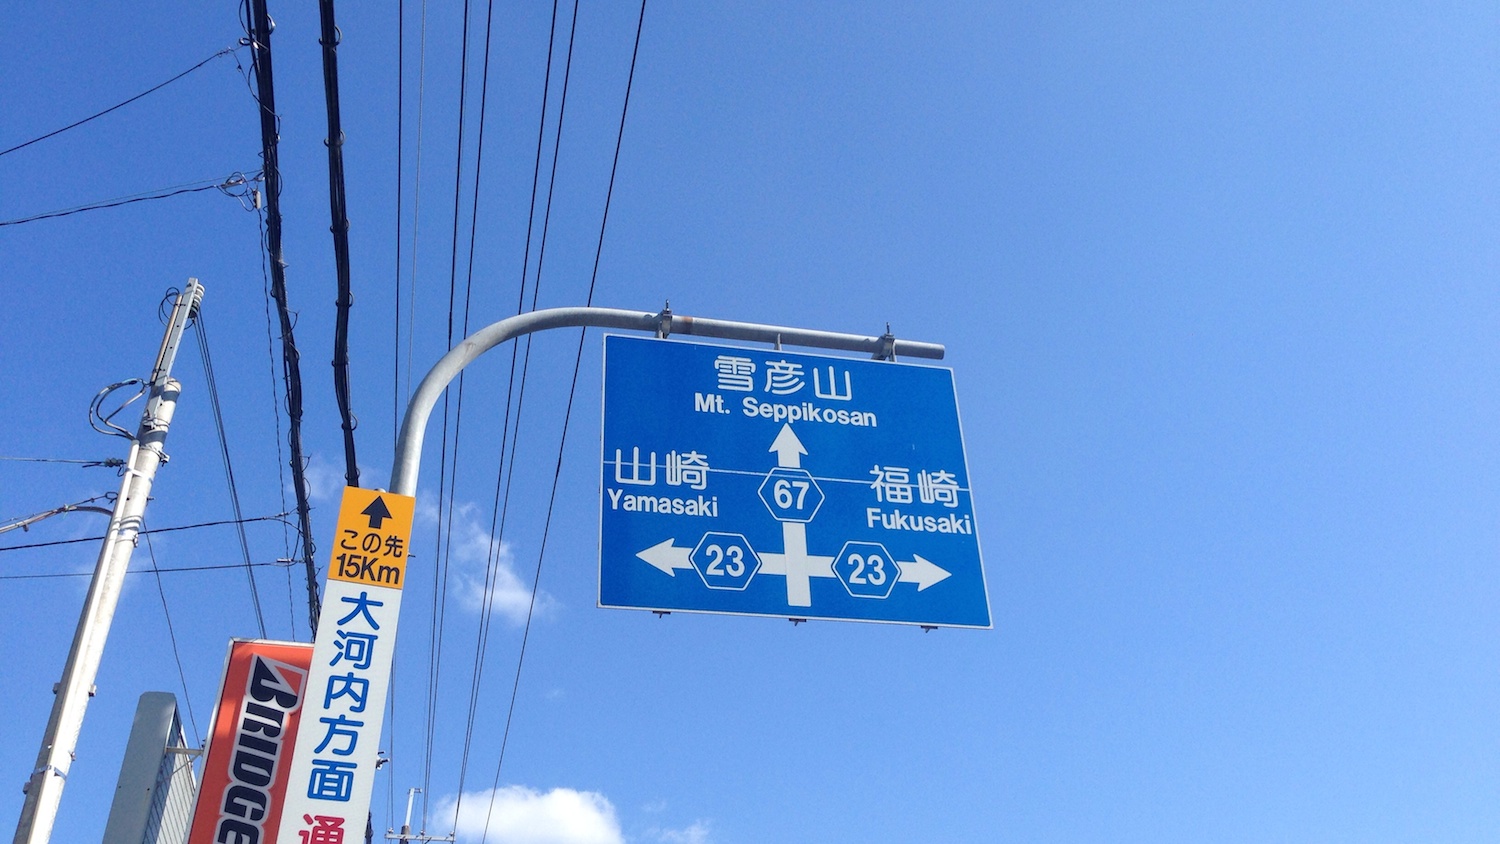 雪彦山
Mt. Seppikosan
山崎
Yamasaki
福崎
Fukusaki
67
23
23
この先
15Km
大河内方面
通
BRIDGE